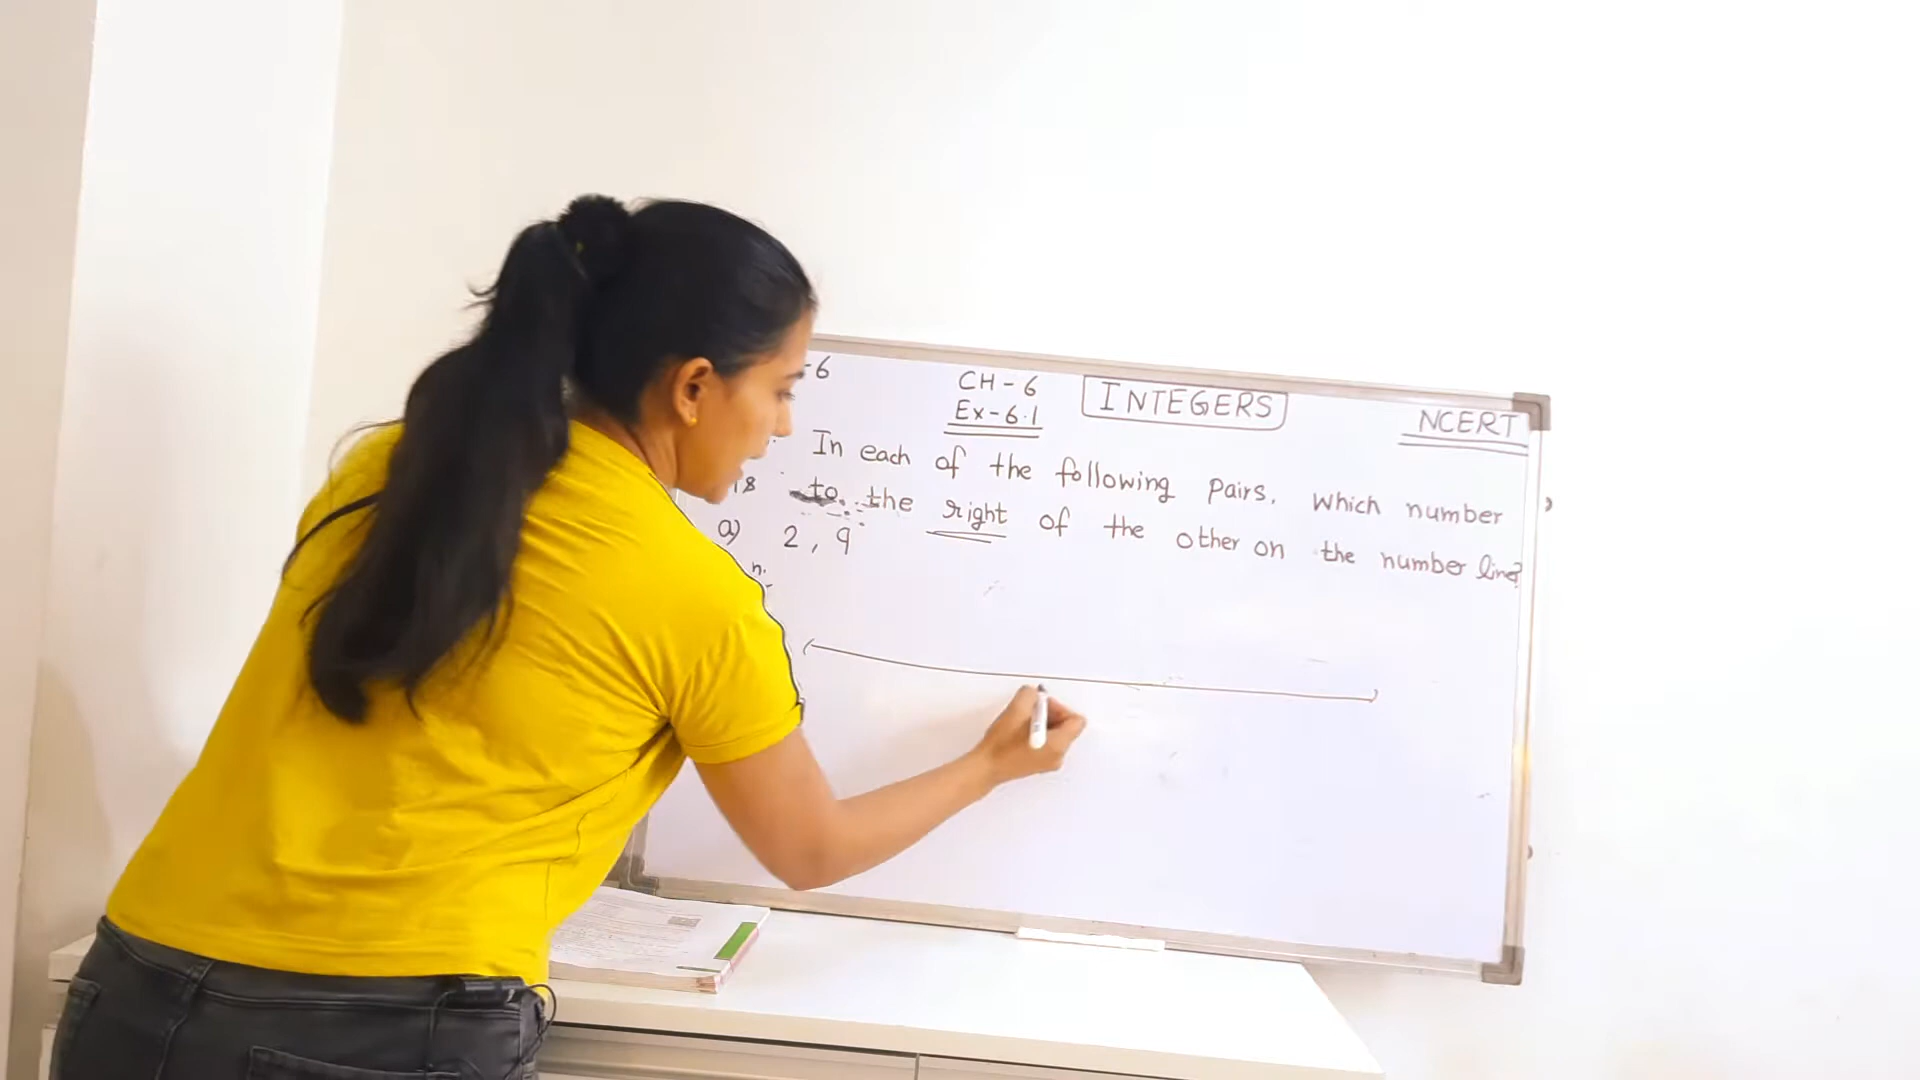 -6
CH-6
INTEGERS
NCERT
Ex-6.1
In each of the following pairs, which number
is to the right of the other on the number line?
a) 2, 9
n.